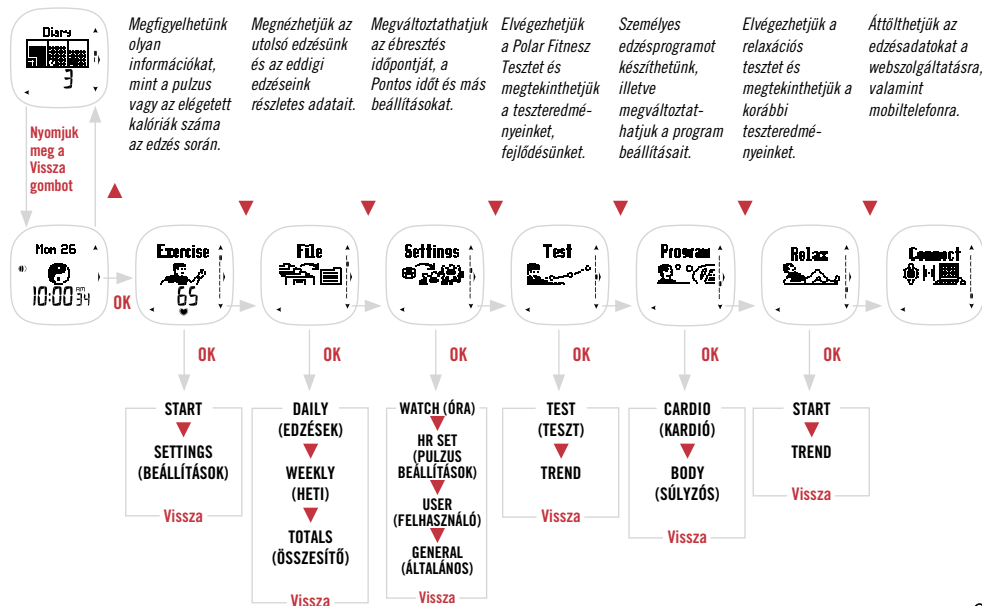 Diary
3
Megfigyelhetünk
olyan
információkat,
mint a pulzus
vagy az elégetett
kalóriák száma
az edzés során.
Megnézhetjük az
utolsó edzésünk
és az eddigi
edzéseink
részletes adatait.
Megváltoztathatjuk
az ébresztés
időpontját, a
Pontos időt és más
beállításokat.
Elvégezhetjük
a Polar Fitnesz
Tesztet és
megtekinthetjük
a teszteredmé-
nyeinket,
fejlődésünket.
Személyes
edzésprogramot
készíthetünk,
illetve
megváltoztat-
hatjuk a program
beállításait.
Elvégezhetjük a
relaxációs
tesztet és
megtekinthetjük a
korábbi
teszteredmé-
nyeinket.
Áttölthetjük az
edzésadatokat a
webszolgáltatásra,
valamint
mobiltelefonra.
Nyomjuk
meg a
Vissza
gombot
Mon 26
10:00 AM 34
OK
Exercise
65
File
Settings
Test
Program
Relax
Connect
OK
OK
OK
OK
OK
OK
START
SETTINGS
(BEÁLLÍTÁSOK)
Vissza
DAILY
(EDZÉSEK)
WEEKLY
(HETI)
TOTALS
(ÖSSZESÍTŐ)
Vissza
WATCH (ÓRA)
HR SET
(PULZUS
BEÁLLÍTÁSOK)
USER
(FELHASZNÁLÓ)
GENERAL
(ÁLTALÁNOS)
Vissza
TEST
(TESZT)
TREND
Vissza
CARDIO
(KARDIÓ)
BODY
(SÚLYZÓS)
Vissza
START
TREND
Vissza